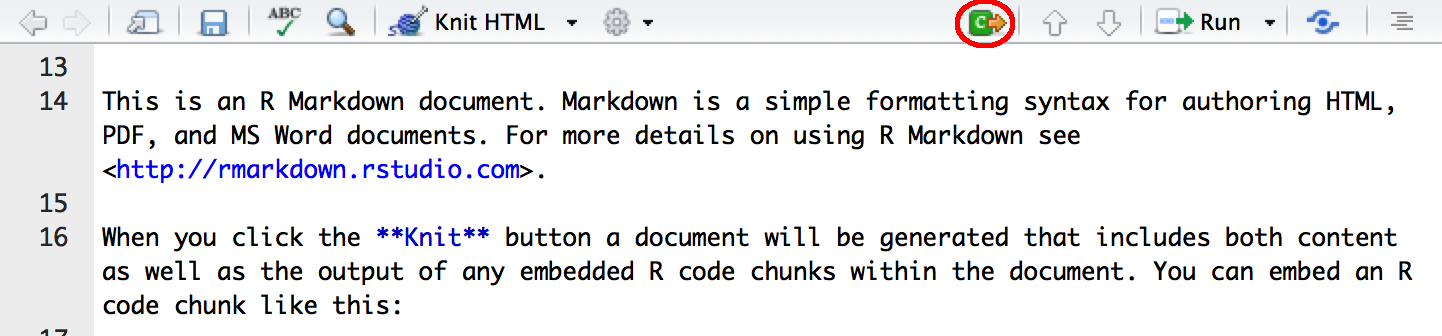 ABC Knit HTML C Run
13
14 This is an R Markdown document. Markdown is a simple formatting syntax for authoring HTML,
PDF, and MS Word documents. For more details on using R Markdown see
<http://rmarkdown.rstudio.com>.
15
16 When you click the **Knit** button a document will be generated that includes both content
as well as the output of any embedded R code chunks within the document. You can embed an R
code chunk like this:
17